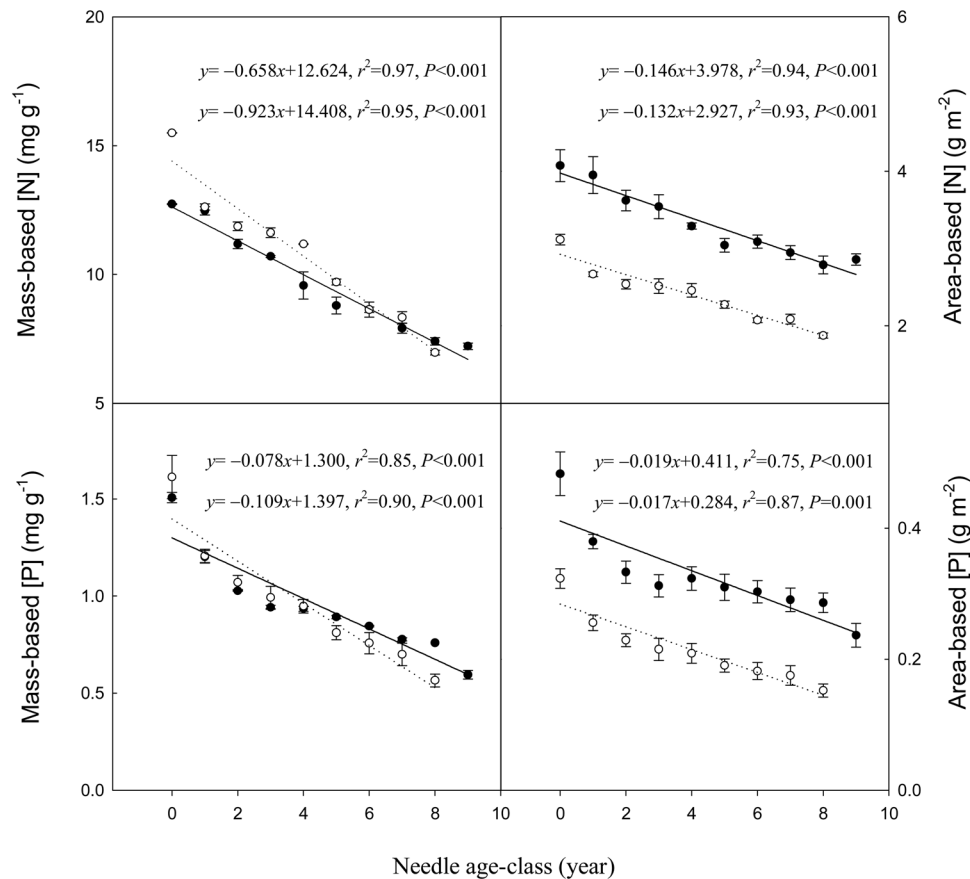 20
15
10
5
Mass-based [N] (mg g⁻¹)
y= −0.658x+12.624, r²=0.97, P<0.001
y= −0.923x+14.408, r²=0.95, P<0.001
y= −0.146x+3.978, r²=0.94, P<0.001
y= −0.132x+2.927, r²=0.93, P<0.001
6
4
2
Area-based [N] (g m⁻²)
1.5
1.0
0.5
0.0
Mass-based [P] (mg g⁻¹)
y= −0.078x+1.300, r²=0.85, P<0.001
y= −0.109x+1.397, r²=0.90, P<0.001
y= −0.019x+0.411, r²=0.75, P<0.001
y= −0.017x+0.284, r²=0.87, P=0.001
0.4
0.2
0.0
Area-based [P] (g m⁻²)
0 2 4 6 8 10 0 2 4 6 8 10
Needle age-class (year)